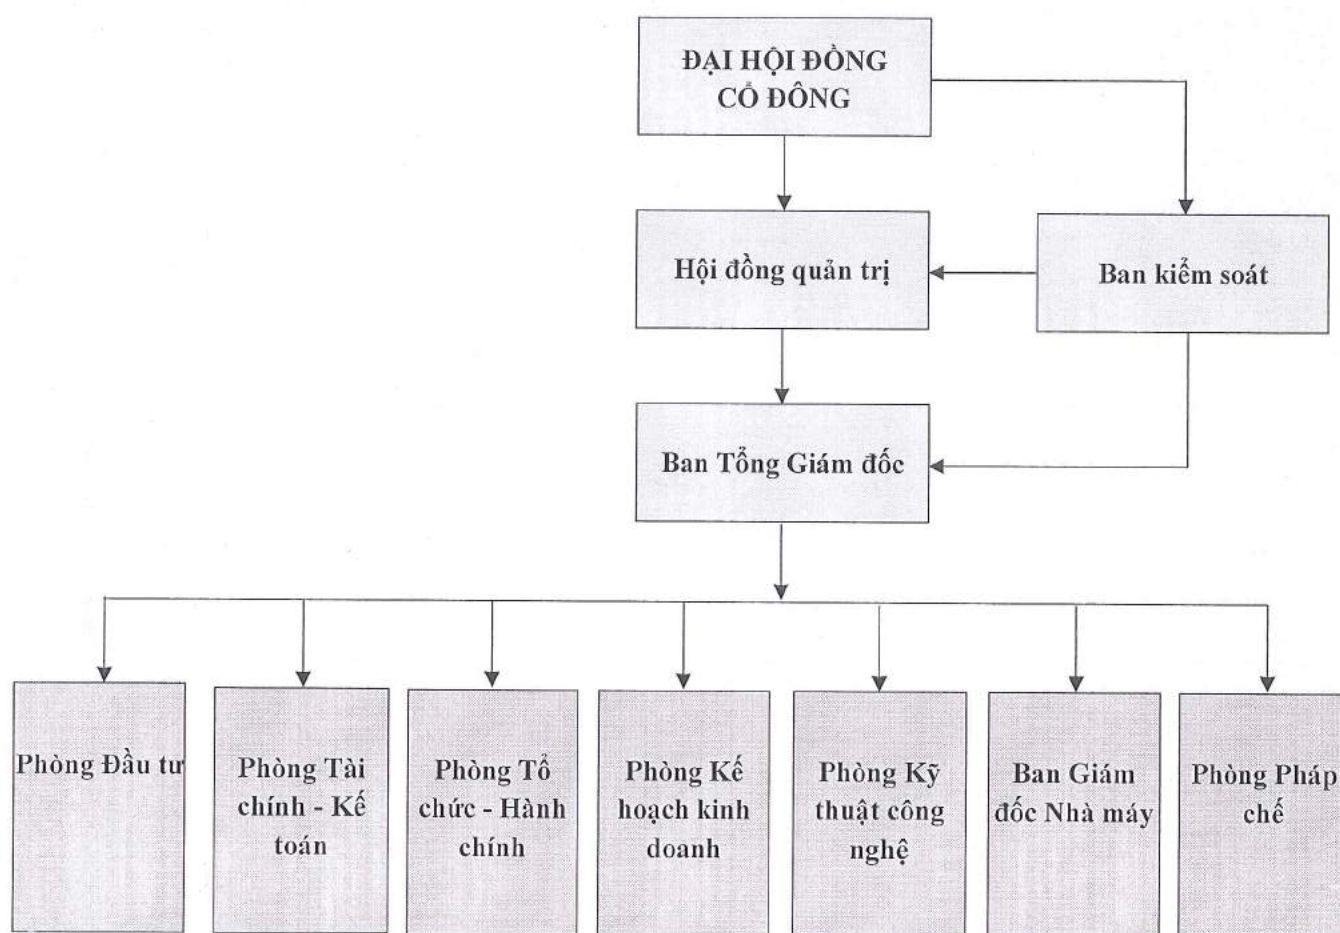 ĐẠI HỘI ĐỒNG
CỔ ĐÔNG
Hội đồng quản trị
Ban kiểm soát
Ban Tổng Giám đốc
Phòng Đầu tư
Phòng Tài
chính - Kế
toán
Phòng Tổ
chức - Hành
chính
Phòng Kế
hoạch kinh
doanh
Phòng Kỹ
thuật công
nghệ
Ban Giám
đốc Nhà máy
Phòng Pháp
chế